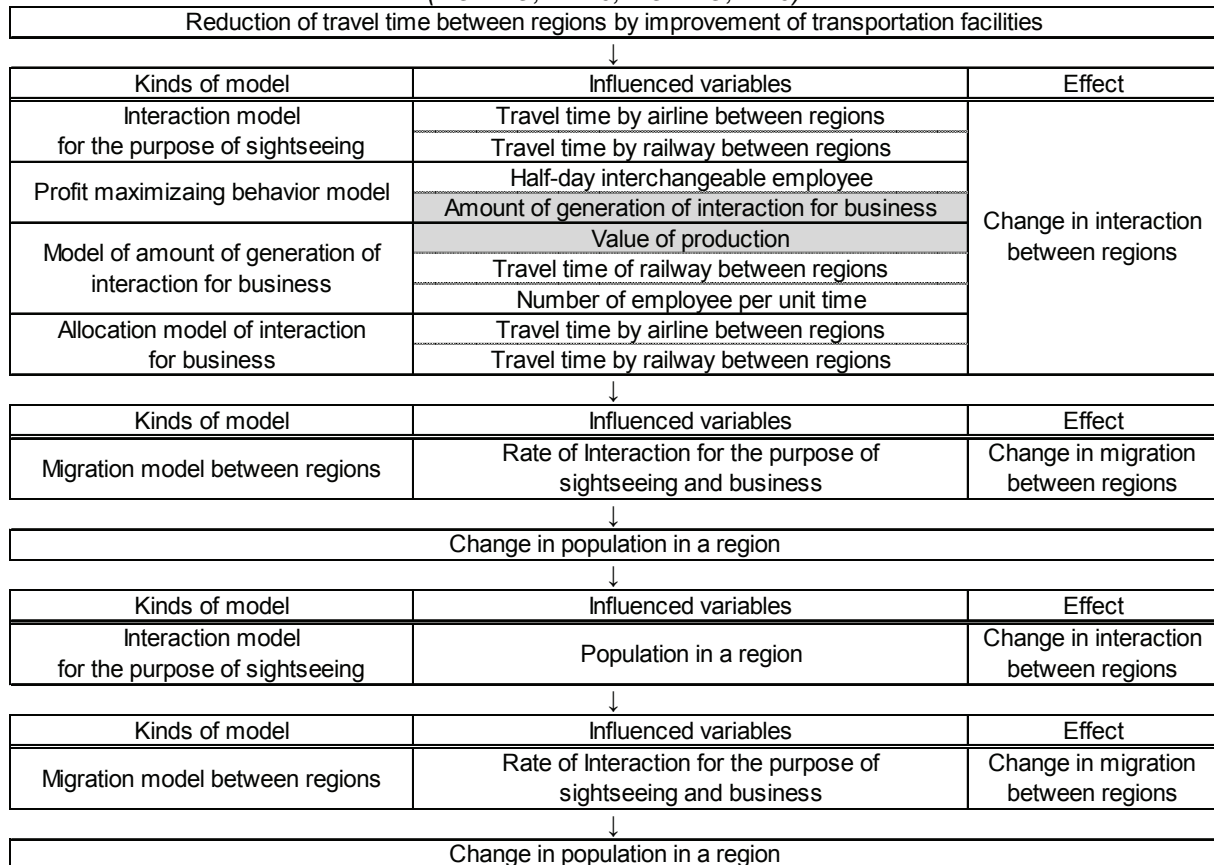 Reduction of travel time between regions by improvement of transportation facilities
↓
Kinds of model Influenced variables Effect
Interaction model
for the purpose of sightseeing
Travel time by airline between regions
Travel time by railway between regions
Profit maximizaing behavior model
Half-day interchangeable employee
Amount of generation of interaction for business
Model of amount of generation of
interaction for business
Value of production
Travel time of railway between regions
Number of employee per unit time
Allocation model of interaction
for business
Travel time by airline between regions
Travel time by railway between regions
Change in interaction
between regions
↓
Kinds of model Influenced variables Effect
Migration model between regions
Rate of Interaction for the purpose of
sightseeing and business
Change in migration
between regions
↓
Change in population in a region
↓
Kinds of model Influenced variables Effect
Interaction model
for the purpose of sightseeing
Population in a region
Change in interaction
between regions
↓
Kinds of model Influenced variables Effect
Migration model between regions
Rate of Interaction for the purpose of
sightseeing and business
Change in migration
between regions
↓
Change in population in a region